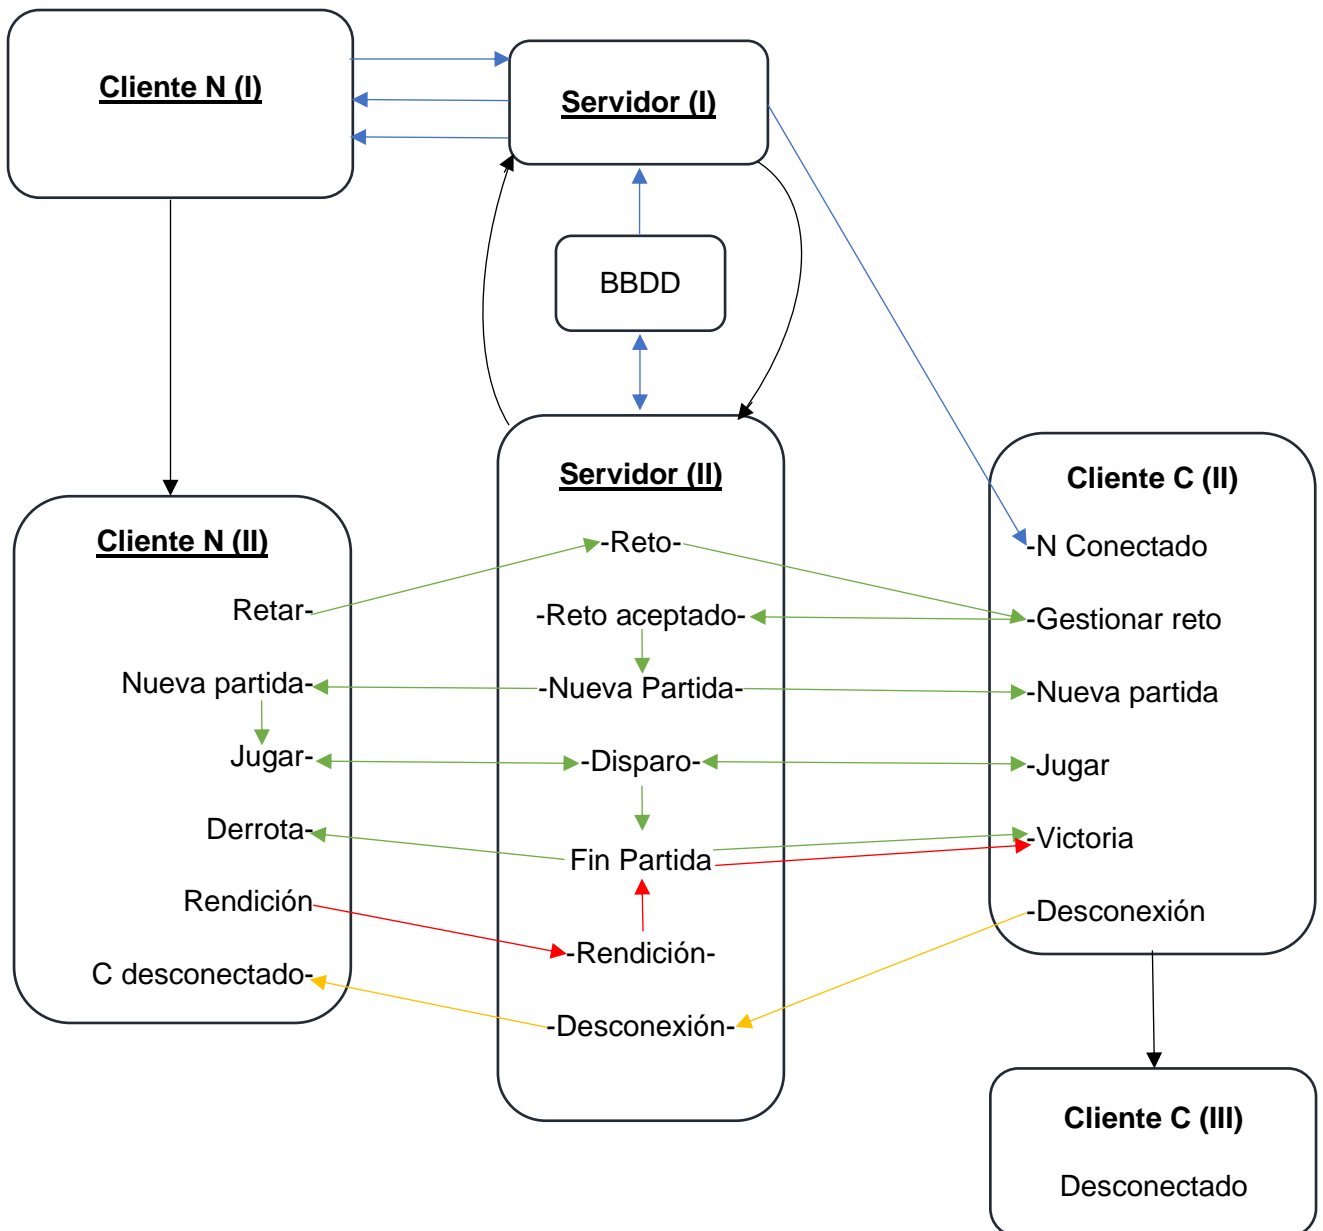 Cliente N (I)
Servidor (I)
BBDD
Servidor (II)
Cliente C (II)
Cliente N (II)
-Reto-
-N Conectado
Retar-
-Reto aceptado-
-Gestionar reto
Nueva partida-
-Nueva Partida-
-Nueva partida
Jugar-
-Disparo-
-Jugar
Derrota-
Fin Partida
-Victoria
Rendición
-Rendición-
-Desconexión
C desconectado-
-Desconexión-
Cliente C (III)
Desconectado